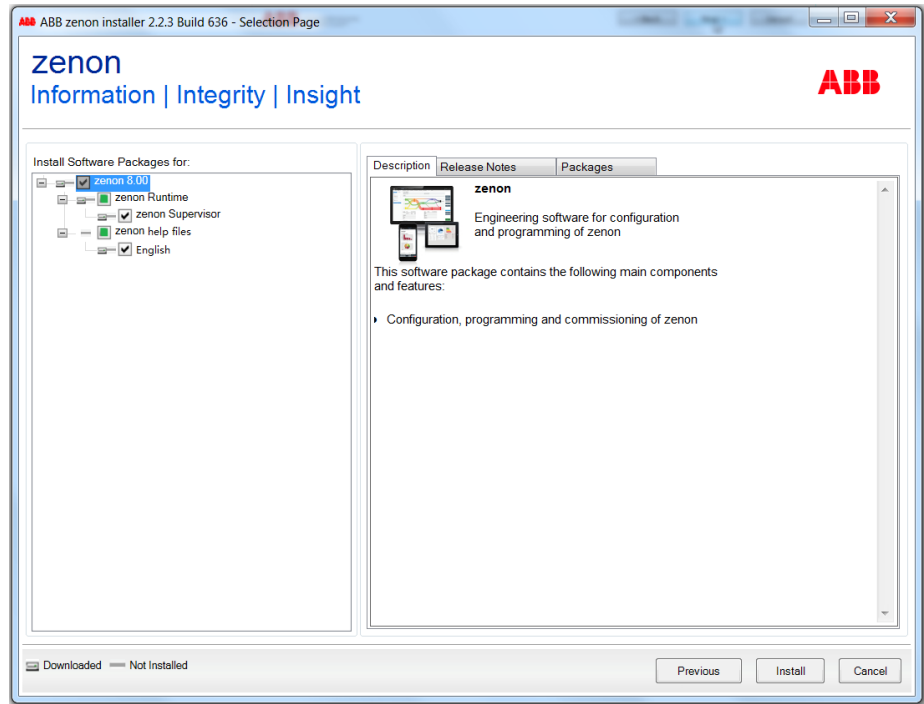 ABB ABB zenon installer 2.2.3 Build 636 - Selection Page
zenon
Information | Integrity | Insight
ABB
Install Software Packages for:
zenon 8.00
zenon Runtime
zenon Supervisor
zenon help files
English
Description Release Notes Packages
zenon
Engineering software for configuration
and programming of zenon
This software package contains the following main components
and features:
Configuration, programming and commissioning of zenon
Downloaded Not Installed
Previous Install Cancel